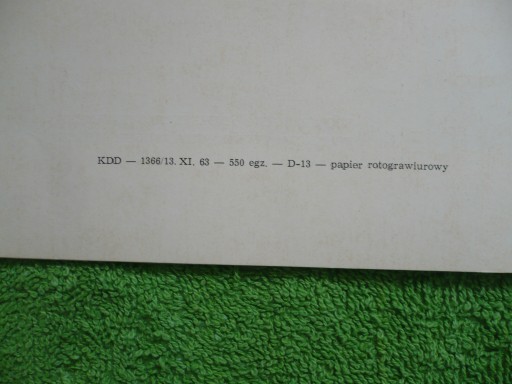 KDD — 1366/13. XI. 63 — 550 egz. — D-13 — papier rotograwiurowy